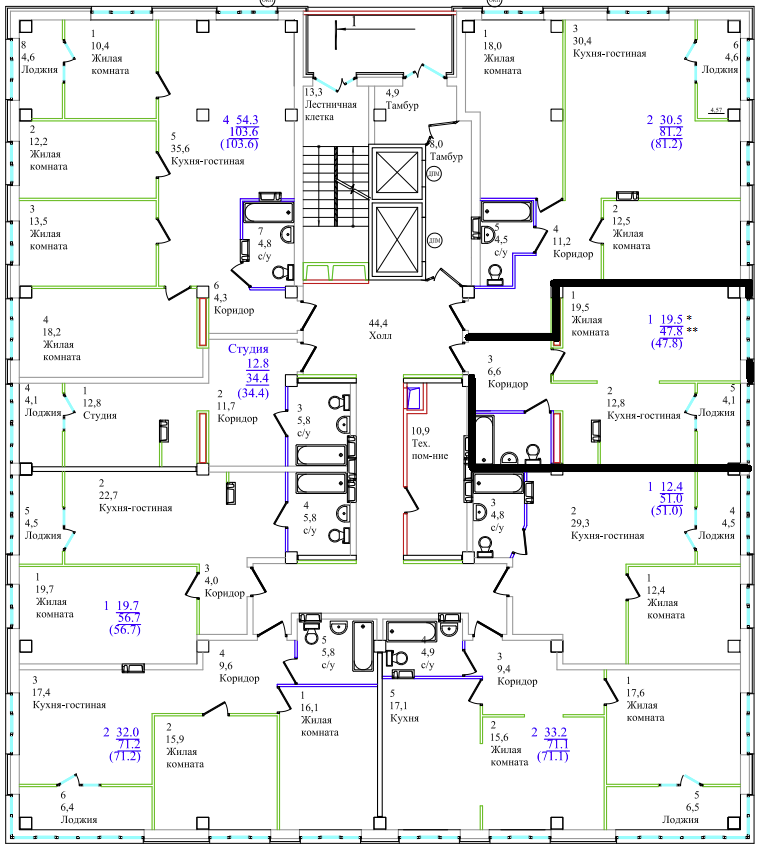 8
4,6
Лоджия
1
10,4
Жилая
комната
4 54.3
103.6
(103.6)
5
35,6
Кухня-гостиная
2
12,2
Жилая
комната
3
13,5
Жилая
комната
7
4,8
с/у
6
4,3
Коридор
4
18,2
Жилая
комната
13,3
Лестничная
клетка
4,9
Тамбур
8,0
Тамбур
1
18,0
Жилая
комната
3
30,4
Кухня-гостиная
6
4,6
Лоджия
4,57
2 30.5
81.2
(81.2)
5
4,5
с/у
4
11,2
Коридор
2
12,5
Жилая
комната
44,4
Холл
1
19,5
Жилая
комната
1 19.5 *
47.8 **
(47.8)
3
6,6
Коридор
2
12,8
Кухня-гостиная
5
4,1
Лоджия
Студия
12.8
34.4
(34.4)
4
4,1
Лоджия
1
12,8
Студия
2
11,7
Коридор
3
5,8
с/у
10,9
Тех.
пом-ние
2
22,7
Кухня-гостиная
5
4,5
Лоджия
4
5,8
с/у
3
4,8
с/у
1 12.4
51.0
(51.0)
2
29,3
Кухня-гостиная
4
4,5
Лоджия
1
19,7
Жилая
комната
1 19.7
56.7
(56.7)
3
4,0
Коридор
1
12,4
Жилая
комната
4
9,6
Коридор
5
5,8
с/у
4,9
с/у
3
9,4
Коридор
3
17,4
Кухня-гостиная
2 32.0
71.2
(71.2)
2
15,9
Жилая
комната
1
16,1
Жилая
комната
5
17,1
Кухня
2
15,6
Жилая
комната
2 33.2
71.1
(71.1)
1
17,6
Жилая
комната
6
6,4
Лоджия
5
6,5
Лоджия